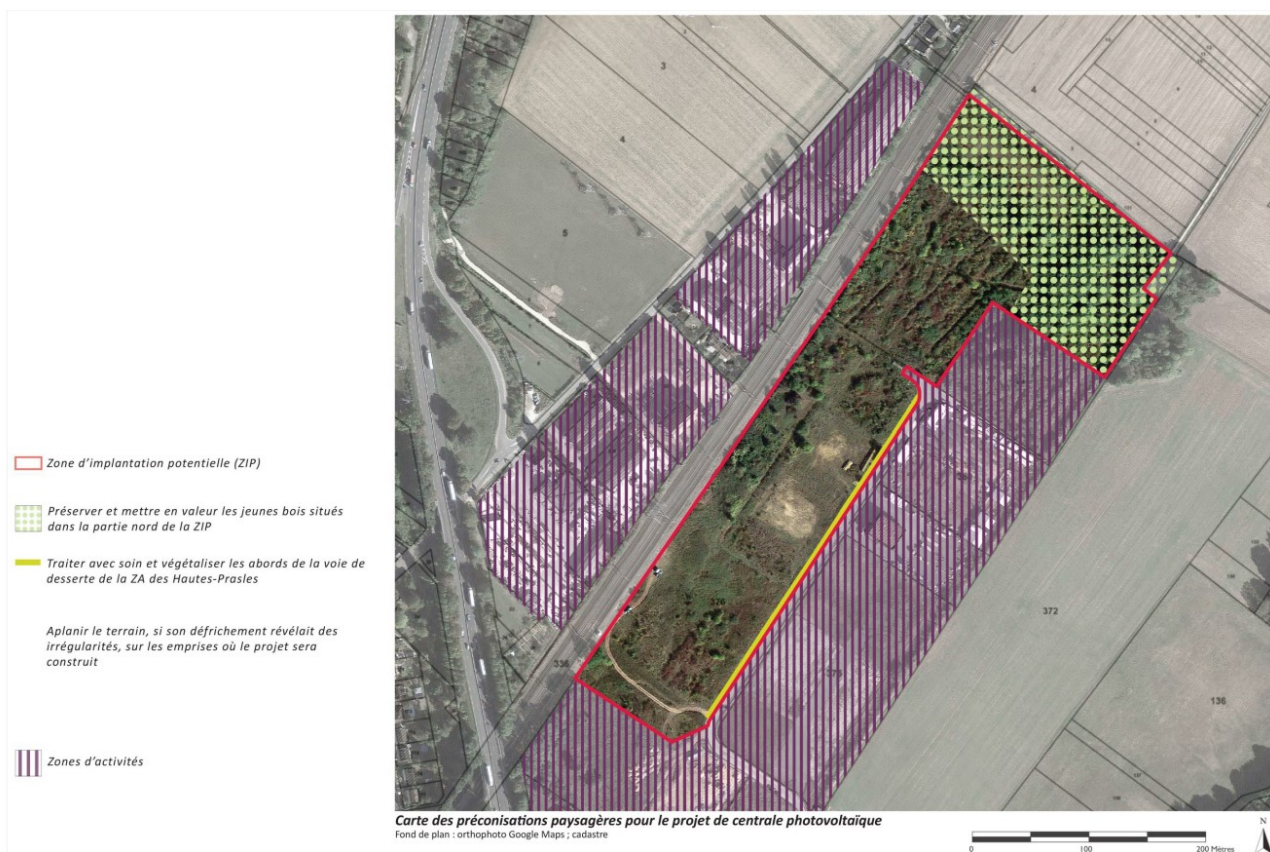 Zone d'implantation potentielle (ZIP)
Préserver et mettre en valeur les jeunes bois situés
dans la partie nord de la ZIP
Traiter avec soin et végétaliser les abords de la voie de
desserte de la ZA des Hautes-Prasles
Aplanir le terrain, si son défrichement révélait des
irrégularités, sur les emprises où le projet sera
construit
Zones d'activités
3
4
4
5
336
376
375
372
136
137
Carte des préconisations paysagères pour le projet de centrale photovoltaïque
Fond de plan : orthophoto Google Maps ; cadastre
N
0 100 200 Mètres